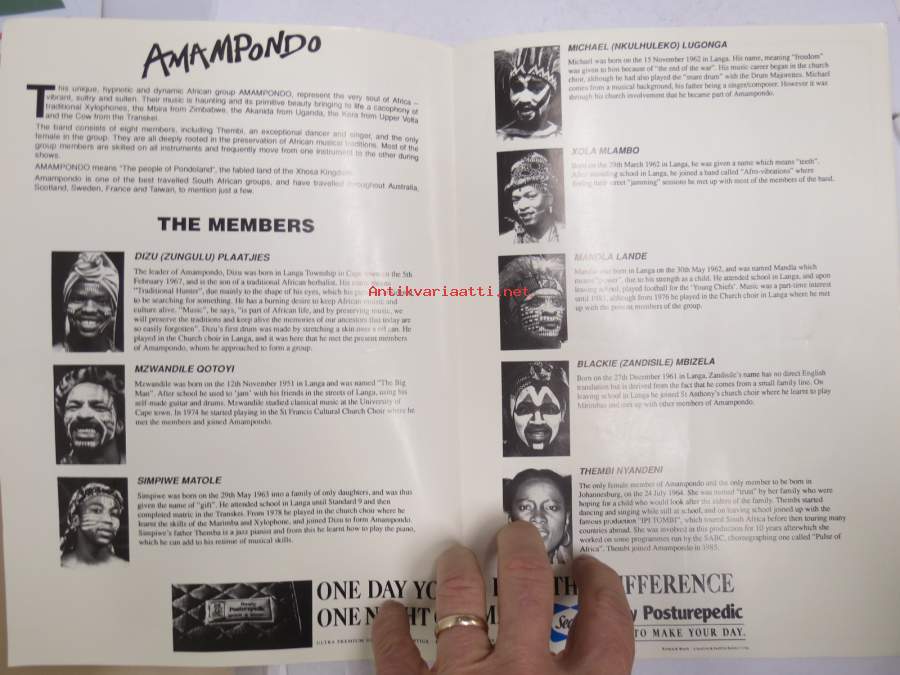 AMAMPONDO
This unique, hypnotic and dynamic African group AMAMPONDO, represent the very soul of Africa –
vibrant, sultry and sullen. Their music is haunting and its primitive beauty bringing to life a cacophony of
traditional Xylophones, the Mbira from Zimbabwe, the Akanida from Uganda, the Kora from Upper Volta
and the Cow from the Transkei.
The band consists of eight members, including Thembi, an exceptional dancer and singer, and the only
female in the group. They are all deeply rooted in the preservation of African musical traditions. Most of the
group members are skilled on all instruments and frequently move from one instrument to the other during
shows.
AMAMPONDO means "The people of Pondoland", the fabled land of the Xhosa Kingdom.
Amampondo is one of the best travelled South African groups, and have travelled throughout Australia,
Scotland, Sweden, France and Taiwan, to mention just a few.
THE MEMBERS
DIZU (ZUNGULU) PLAATJIES
The leader of Amampondo, Dizu was born in Langa Township in Cape town on the 5th
February 1967, and is the son of a traditional African herbalist. His name means
"Traditional Hunter", due mainly to the shape of his eyes, which
to be searching for something. He has a burning desire to keep African music and
culture alive. "Music", he says, "is part of African life, and by preserving music, we
will preserve the traditions and keep alive the memories of our ancestors that today are
so easily forgotten". Dizu's first drum was made by stretching a skin over a oil can. He
played in the Church choir in Langa, and it was here that he met the present members
of Amampondo, whom he approached to form a group.
MZWANDILE QOTOYI
Mzwandile was born on the 12th November 1951 in Langa and was named "The Big
Man". After school he used to 'jam' with his friends in the streets of Langa, using his
self-made guitar and drums. Mzwandile studied classical music at the University of
Cape town. In 1974 he started playing in the St Francis Cultural Church Choir where he
met the members and joined Amampondo.
SIMPIWE MATOLE
Simpiwe was born on the 29th May 1963 into a family of only daughters, and was thus
given the name of "gift". He attended school in Langa until Standard 9 and then
completed matric in the Transkei. From 1978 he played in the church choir where he
learnt the skills of the Marimba and Xylophone, and joined Dizu to form Amampondo.
Simpiwe's father Themba is a jazz pianist and from this he learnt how to play the piano,
which he can add to his retinue of musical skills.
MICHAEL (NKULHULEKO) LUGONGA
Michael was born on the 15 November 1962 in Langa. His name, meaning "freedom"
was given to him because of "the end of the war". His music career began in the church
choir, although he had also played the "snare drum" with the Drum Majorettes. Michael
comes from a musical background, his father being a singer/composer. However it was
through his church involvement that he became part of Amampondo.
XOLA MLAMBO
Born on the 29th March 1962 in Langa, he was given a name which means "teeth".
After attending school in Langa, he joined a band called "Afro-vibrations" where
during their street "jamming" sessions he met up with most of the members of the band.
MANDLA LANDE
Mandla was born in Langa on the 30th May 1962, and was named Mandla which
means "power", due to his strength as a child. He attended school in Langa, and upon
leaving school, played football for the "Young Chiefs". Music was a part-time interest
until 1983, although from 1976 he played in the Church choir in Langa where he met
up with the present members of the group.
BLACKIE (ZANDISILE) MBIZELA
Born on the 27th December 1961 in Langa, Zandisile's name has no direct English
translation but is derived from the fact that he comes from a small family line. On
leaving school in Langa he joined St Anthony's church choir where he learnt to play
Marimbas and met up with other members of Amampondo.
THEMBI NYANDENI
The only female member of Amampondo and the only member to be born in
Johannesburg, on the 24 July 1964. She was named "trust" by her family who were
hoping for a child who would look after the elders of the family. Thembi started
dancing and singing while still at school, and on leaving school joined up with the
famous production "IPI TOMBI", which toured South Africa before then touring many
countries abroad. She was involved in this production for 10 years afterwhich she
worked on some programmes run by the SABC, choreographing one called "Pulse of
Africa". Thembi joined Amampondo in 1985.
Antikvariaatti.net
Posturepedic
ONE DAY YO TH IFFERENCE
ONE N
Sea y Posturepedic
TO MAKE YOUR DAY.
ULTRA PREMIUM